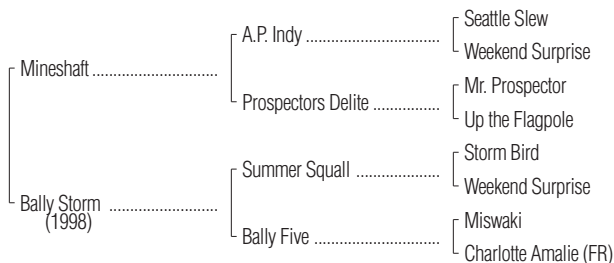 Seattle Slew
A.P. Indy
Weekend Surprise
Mineshaft
Mr. Prospector
Prospectors Delite
Up the Flagpole
Storm Bird
Summer Squall
Weekend Surprise
Bally Storm
(1998)
Miswaki
Bally Five
Charlotte Amalie (FR)